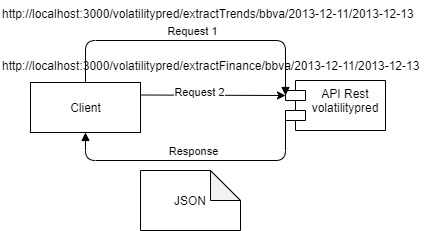 http://localhost:3000/volatilitypred/extractTrends/bbva/2013-12-11/2013-12-13
Request 1
http://localhost:3000/volatilitypred/extractFinance/bbva/2013-12-11/2013-12-13
Client
Request 2
API Rest
volatilitypred
Response
JSON